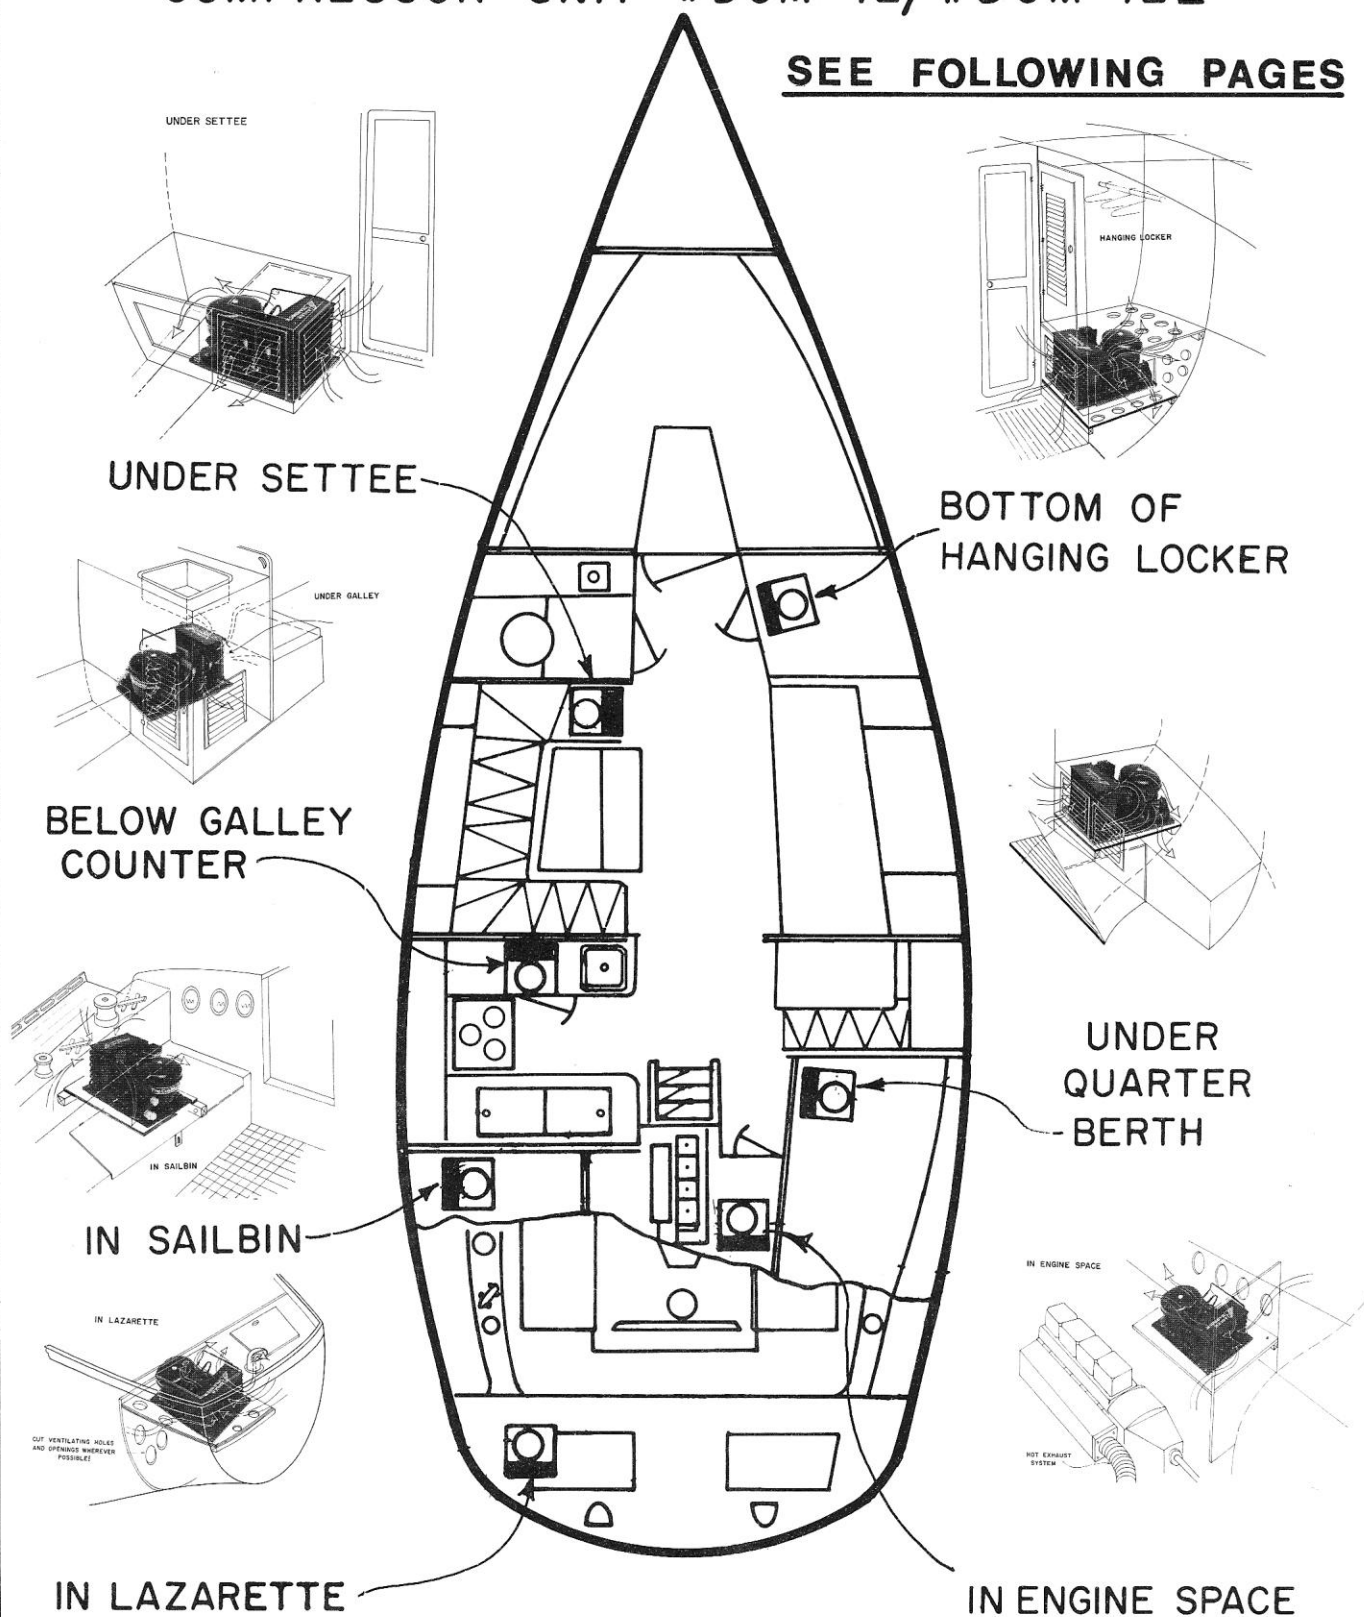 SEE FOLLOWING PAGES
UNDER SETTEE
HANGING LOCKER
UNDER SETTEE
BOTTOM OF
HANGING LOCKER
UNDER GALLEY
BELOW GALLEY
COUNTER
UNDER
QUARTER
BERTH
IN SAILBIN
IN SAILBIN
IN ENGINE SPACE
IN LAZARETTE
CUT VENTILATING HOLES
AND OPENINGS WHEREVER
POSSIBLE!
HOT EXHAUST
SYSTEM
IN LAZARETTE
IN ENGINE SPACE